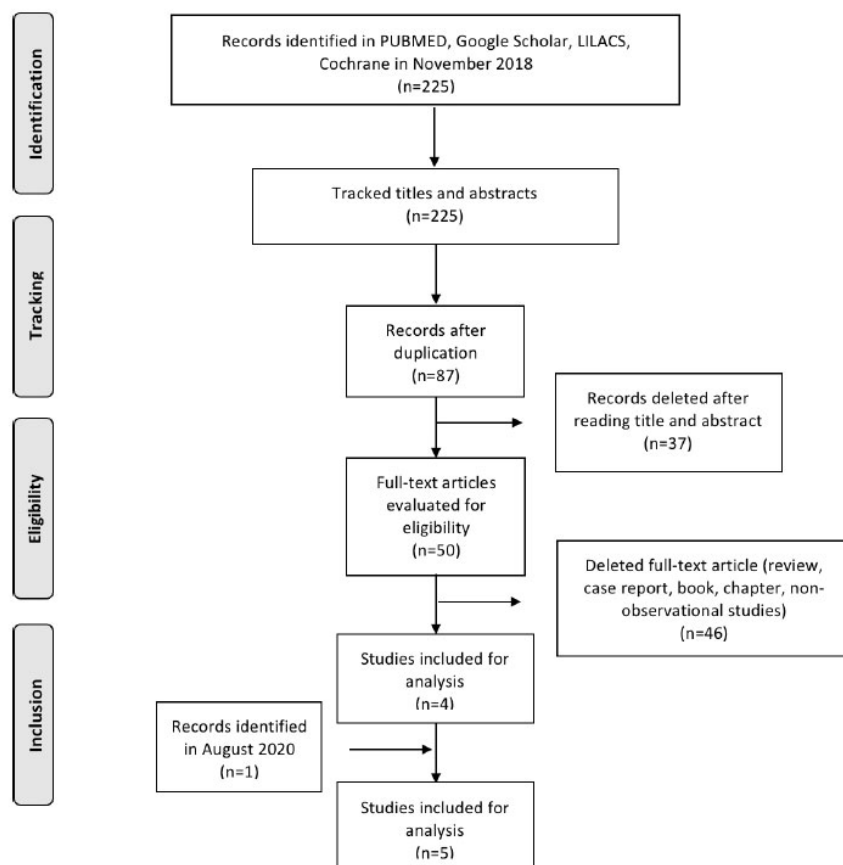 Identification
Records identified in PUBMED, Google Scholar, LILACS,
Cochrane in November 2018
(n=225)
Tracked titles and abstracts
(n=225)
Tracking
Records after
duplication
(n=87)
Records deleted after
reading title and abstract
(n=37)
Eligibility
Full-text articles
evaluated for
eligibility
(n=50)
Deleted full-text article (review,
case report, book, chapter, non-
observational studies)
(n=46)
Inclusion
Studies included for
analysis
(n=4)
Records identified
in August 2020
(n=1)
Studies included for
analysis
(n=5)